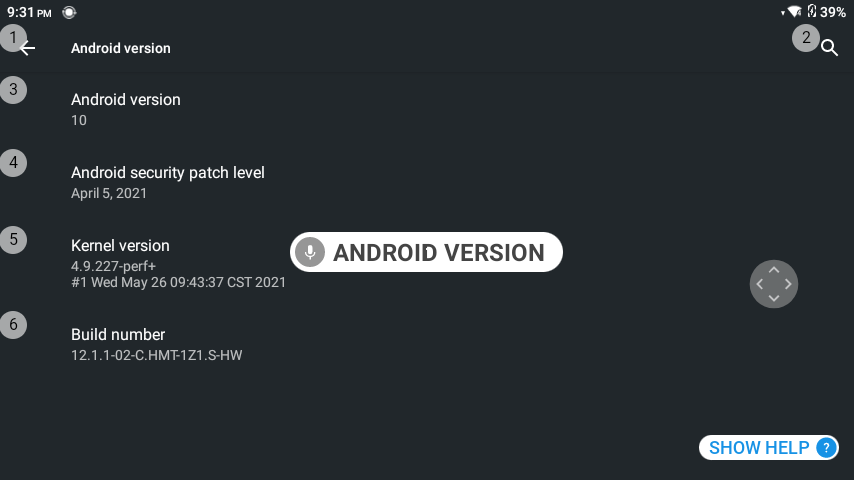 9:31 PM 39%
1 Android version 2
3 Android version
10
4 Android security patch level
April 5, 2021
5 Kernel version
4.9.227-perf+
#1 Wed May 26 09:43:37 CST 2021
ANDROID VERSION
6 Build number
12.1.1-02-C.HMT-1Z1.S-HW
SHOW HELP ?